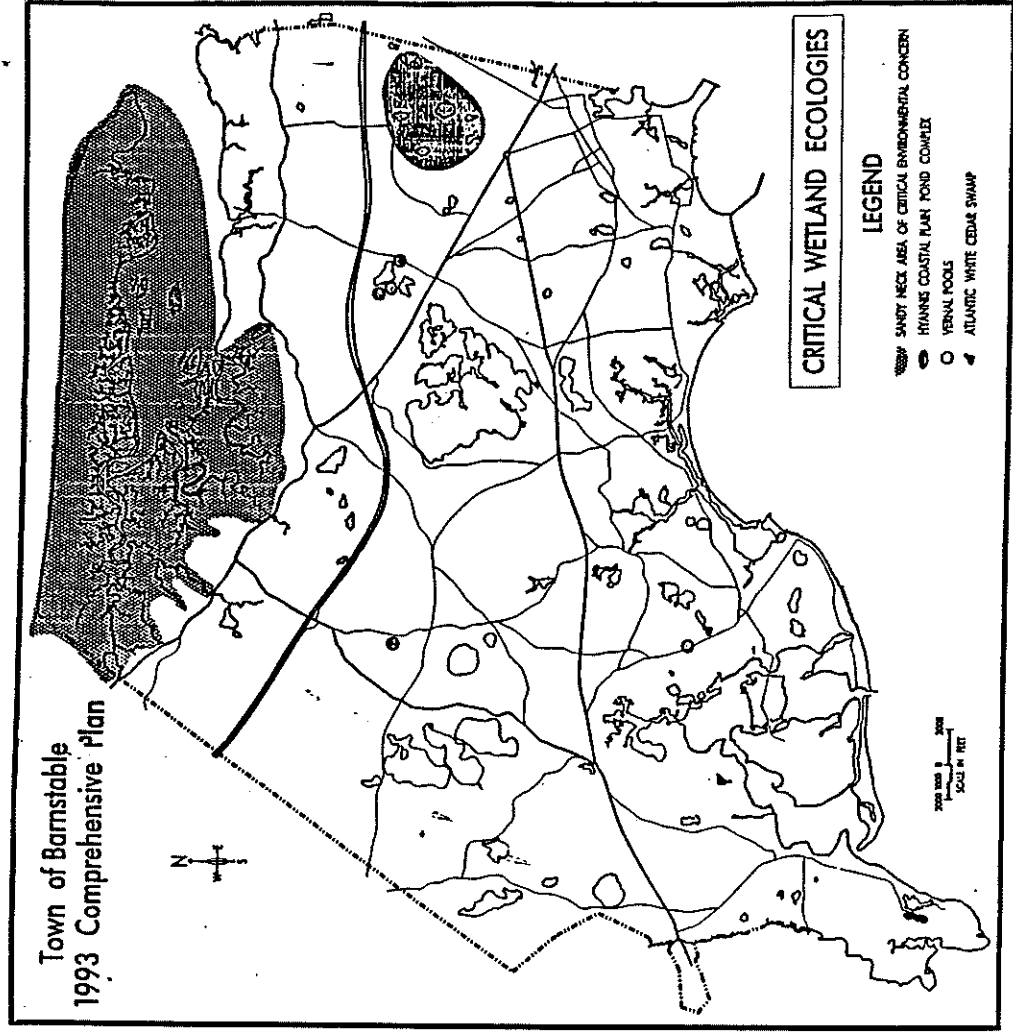 Town of Barnstable
1993 Comprehensive Plan
N
W E
S
CRITICAL WETLAND ECOLOGIES
LEGEND
SANDY NECK AREA OF CRITICAL ENVIRONMENTAL CONCERN
HYANNIS COASTAL PLAIN POND COMPLEX
VERNAL POOLS
ATLANTIC WHITE CEDAR SWAMP
SCALE IN FEET